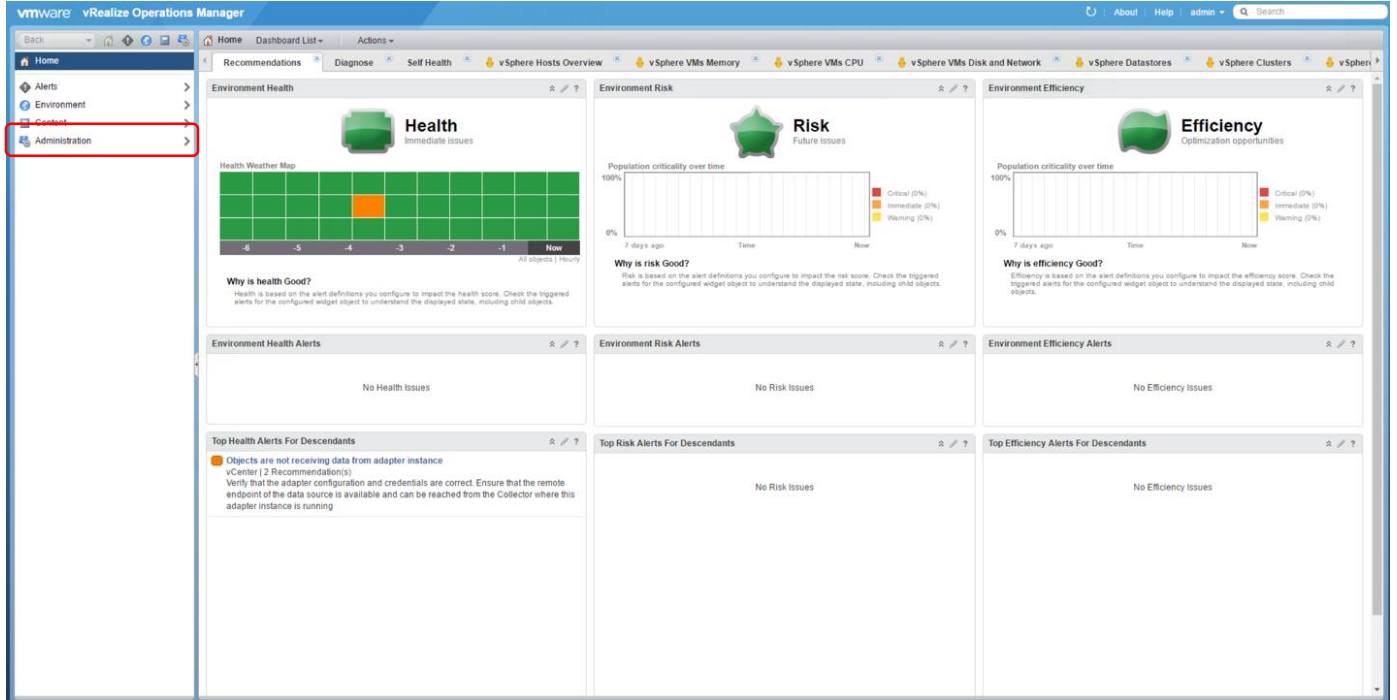 vmware vRealize Operations Manager
About Help admin Search
Back
Home Dashboard List Actions
Home
Recommendations Diagnose Self Health vSphere Hosts Overview vSphere VMs Memory vSphere VMs CPU vSphere VMs Disk and Network vSphere Datastores vSphere Clusters vSphere
Alerts
Environment
Content
Administration
Environment Health
Health
Immediate issues
Health Weather Map
-6 -5 -4 -3 -2 -1 Now
All objects | Hourly
Why is health Good?
Health is based on the alert definitions you configure to impact the health score. Check the triggered
alerts for the configured widget object to understand the displayed state, including child objects.
Environment Risk
Risk
Future issues
Population criticality over time
100%
Critical (0%)
Immediate (0%)
Warning (0%)
0%
7 days ago Time Now
Why is risk Good?
Risk is based on the alert definitions you configure to impact the risk score. Check the triggered
alerts for the configured widget object to understand the displayed state, including child objects.
Environment Efficiency
Efficiency
Optimization opportunities
Population criticality over time
100%
Critical (0%)
Immediate (0%)
Warning (0%)
0%
7 days ago Time Now
Why is efficiency Good?
Efficiency is based on the alert definitions you configure to impact the efficiency score. Check the
triggered alerts for the configured widget object to understand the displayed state, including child
objects.
Environment Health Alerts
No Health Issues
Environment Risk Alerts
No Risk Issues
Environment Efficiency Alerts
No Efficiency Issues
Top Health Alerts For Descendants
Objects are not receiving data from adapter instance
vCenter | 2 Recommendation(s)
Verify that the adapter configuration and credentials are correct. Ensure that the remote
endpoint of the data source is available and can be reached from the Collector where this
adapter instance is running
Top Risk Alerts For Descendants
No Risk Issues
Top Efficiency Alerts For Descendants
No Efficiency Issues